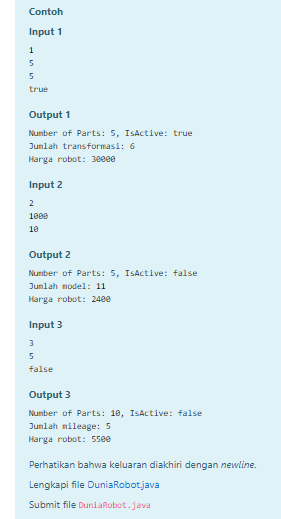 Contoh
Input 1
1
5
5
true
Output 1
Number of Parts: 5, IsActive: true
Jumlah transformasi: 6
Harga robot: 30000
Input 2
2
1000
10
Output 2
Number of Parts: 5, IsActive: false
Jumlah model: 11
Harga robot: 2400
Input 3
3
5
false
Output 3
Number of Parts: 10, IsActive: false
Jumlah mileage: 5
Harga robot: 5500
Perhatikan bahwa keluaran diakhiri dengan newline.
Lengkapi file DuniaRobot.java
Submit file DuniaRobot.java